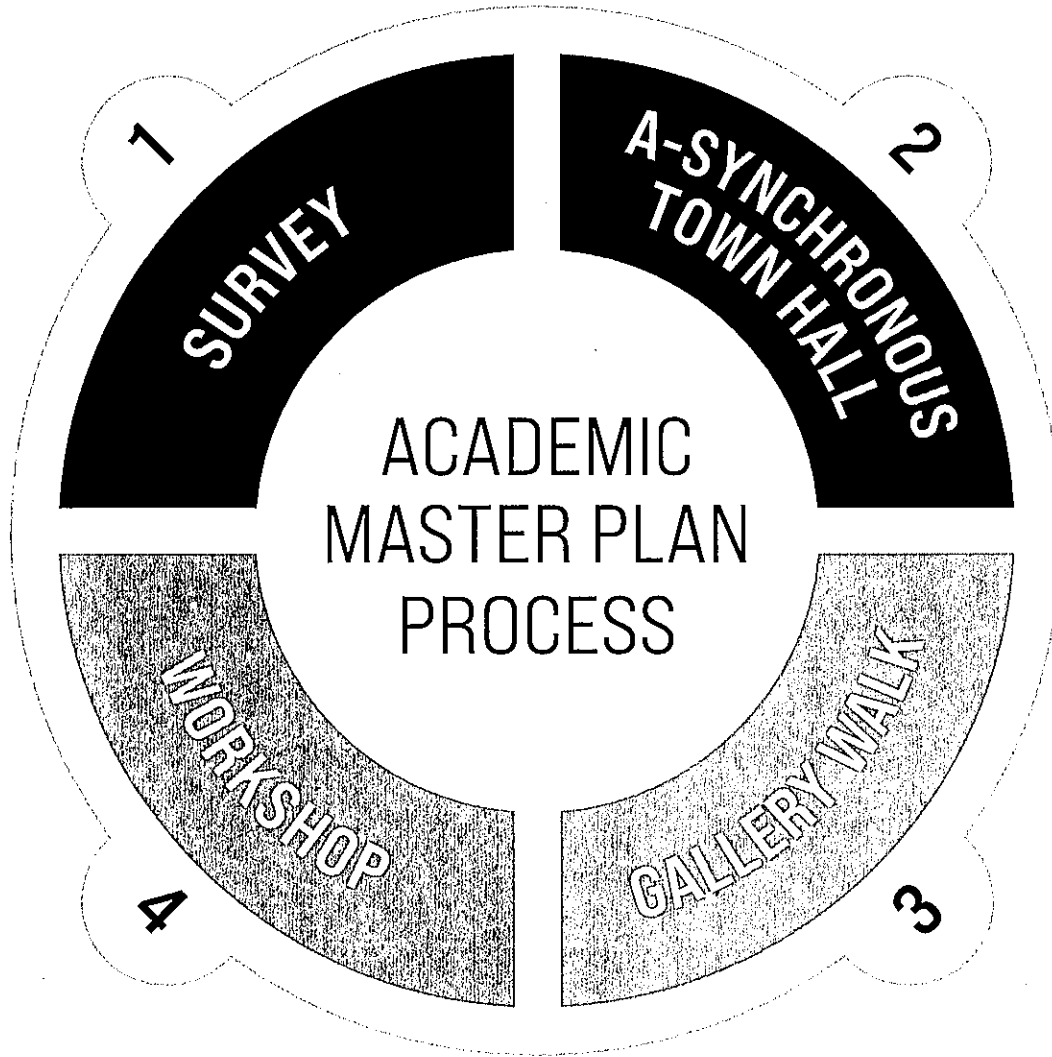 1
SURVEY
2
A-SYNCHRONOUS
TOWN HALL
ACADEMIC
MASTER PLAN
PROCESS
3
GALLERY WALK
4
WORKSHOP